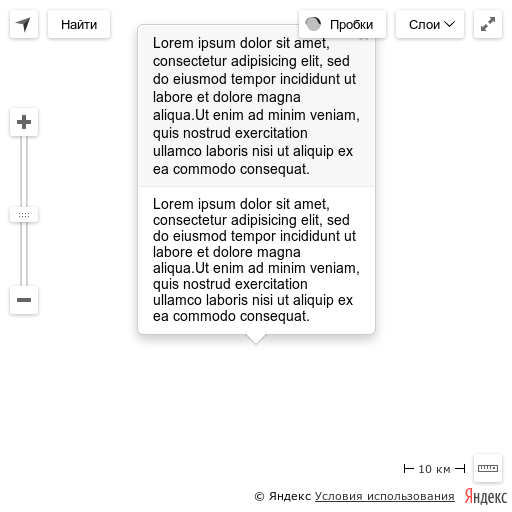 Найти
Пробки
Слои
Lorem ipsum dolor sit amet,
consectetur adipisicing elit, sed
do eiusmod tempor incididunt ut
labore et dolore magna
aliqua.Ut enim ad minim veniam,
quis nostrud exercitation
ullamco laboris nisi ut aliquip ex
ea commodo consequat.
Lorem ipsum dolor sit amet,
consectetur adipisicing elit, sed
do eiusmod tempor incididunt ut
labore et dolore magna
aliqua.Ut enim ad minim veniam,
quis nostrud exercitation
ullamco laboris nisi ut aliquip ex
ea commodo consequat.
10 км
© Яндекс Условия использования Яндекс